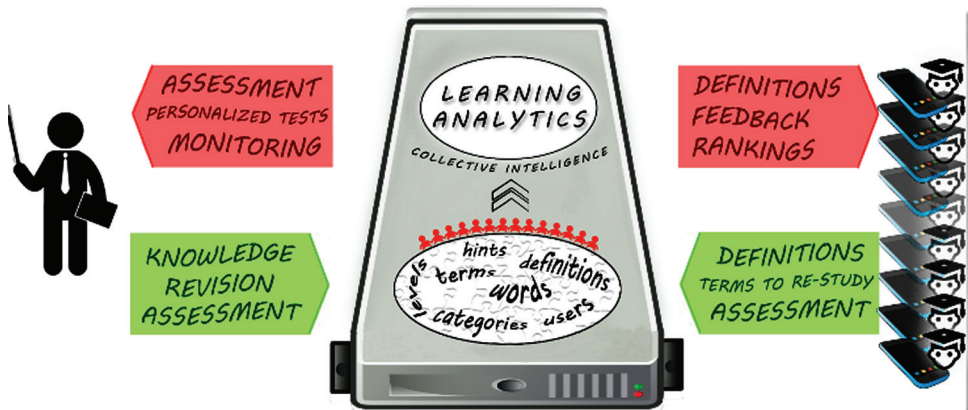 ASSESSMENT
PERSONALIZED TESTS
MONITORING
KNOWLEDGE
REVISION
ASSESSMENT
LEARNING
ANALYTICS
COLLECTIVE INTELLIGENCE
hints
levels terms definitions
words
categories users
DEFINITIONS
FEEDBACK
RANKINGS
DEFINITIONS
TERMS TO RE-STUDY
ASSESSMENT